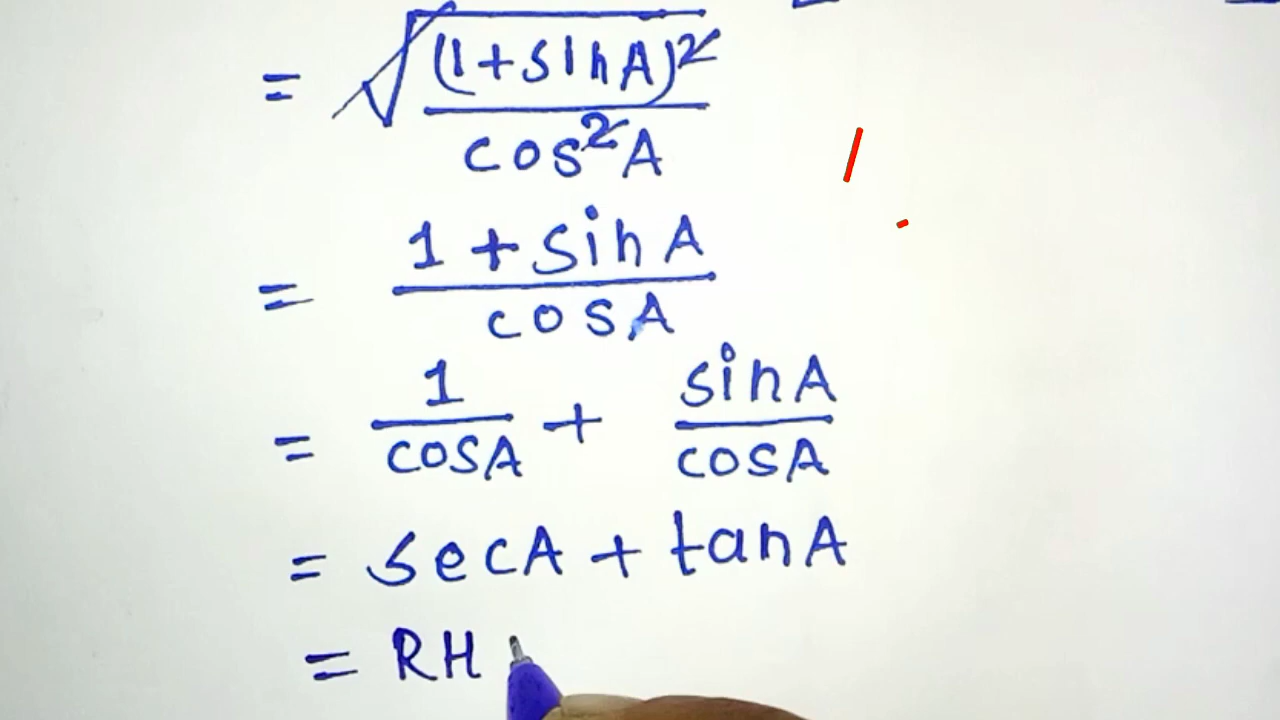 = √((1+sinA)²/cos²A)
= (1+sinA)/cosA
= 1/cosA + sinA/cosA
= secA + tanA
= RH